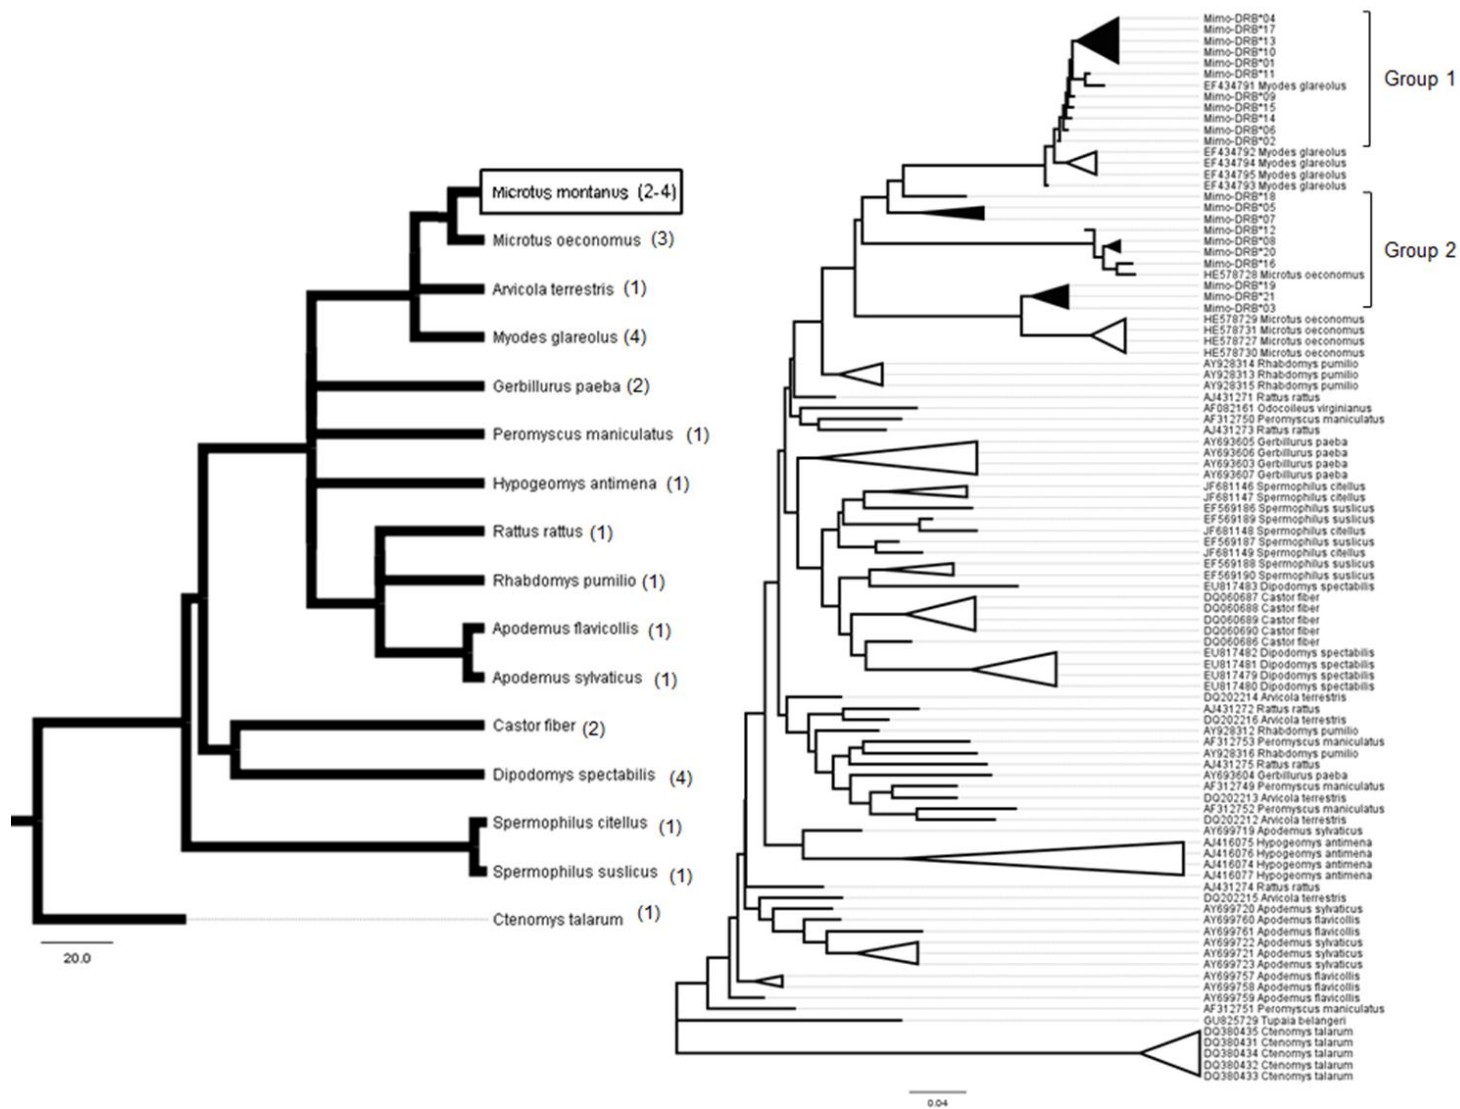 Microtus montanus (2-4)
Microtus oeconomus (3)
Arvicola terrestris (1)
Myodes glareolus (4)
Gerbillurus paeba (2)
Peromyscus maniculatus (1)
Hypogeomys antimena (1)
Rattus rattus (1)
Rhabdomys pumilio (1)
Apodemus flavicollis (1)
Apodemus sylvaticus (1)
Castor fiber (2)
Dipodomys spectabilis (4)
Spermophilus citellus (1)
Spermophilus suslicus (1)
Ctenomys talarum (1)
20.0
Mimo-DRB*04
Mimo-DRB*17
Mimo-DRB*13
Mimo-DRB*10
Mimo-DRB*01
Mimo-DRB*11
EF434791 Myodes glareolus
Mimo-DRB*09
Mimo-DRB*15
Mimo-DRB*14
Mimo-DRB*06
Mimo-DRB*02
Group 1
EF434792 Myodes glareolus
EF434794 Myodes glareolus
EF434795 Myodes glareolus
EF434793 Myodes glareolus
Mimo-DRB*18
Mimo-DRB*05
Mimo-DRB*07
Mimo-DRB*12
Mimo-DRB*08
Mimo-DRB*20
Mimo-DRB*16
HE578728 Microtus oeconomus
Mimo-DRB*19
Mimo-DRB*21
Mimo-DRB*03
Group 2
HE578729 Microtus oeconomus
HE578731 Microtus oeconomus
HE578727 Microtus oeconomus
HE578730 Microtus oeconomus
AY928314 Rhabdomys pumilio
AY928313 Rhabdomys pumilio
AY928315 Rhabdomys pumilio
AJ431271 Rattus rattus
AF082161 Odocoileus virginianus
AF312750 Peromyscus maniculatus
AJ431273 Rattus rattus
AY693605 Gerbillurus paeba
AY693606 Gerbillurus paeba
AY693603 Gerbillurus paeba
AY693607 Gerbillurus paeba
JF681146 Spermophilus citellus
JF681147 Spermophilus citellus
EF569186 Spermophilus suslicus
EF569189 Spermophilus suslicus
JF681148 Spermophilus citellus
EF569187 Spermophilus suslicus
JF681149 Spermophilus citellus
EF569188 Spermophilus suslicus
EF569190 Spermophilus suslicus
EU817483 Dipodomys spectabilis
DQ060687 Castor fiber
DQ060688 Castor fiber
DQ060689 Castor fiber
DQ060690 Castor fiber
DQ060686 Castor fiber
EU817482 Dipodomys spectabilis
EU817481 Dipodomys spectabilis
EU817479 Dipodomys spectabilis
EU817480 Dipodomys spectabilis
DQ202214 Arvicola terrestris
AJ431272 Rattus rattus
DQ202216 Arvicola terrestris
AY928312 Rhabdomys pumilio
AF312753 Peromyscus maniculatus
AY928316 Rhabdomys pumilio
AJ431275 Rattus rattus
AY693604 Gerbillurus paeba
AF312749 Peromyscus maniculatus
DQ202213 Arvicola terrestris
AF312752 Peromyscus maniculatus
DQ202212 Arvicola terrestris
AY699719 Apodemus sylvaticus
AJ416075 Hypogeomys antimena
AJ416076 Hypogeomys antimena
AJ416074 Hypogeomys antimena
AJ416077 Hypogeomys antimena
AJ431274 Rattus rattus
DQ202215 Arvicola terrestris
AY699720 Apodemus sylvaticus
AY699760 Apodemus flavicollis
AY699761 Apodemus flavicollis
AY699722 Apodemus sylvaticus
AY699721 Apodemus sylvaticus
AY699723 Apodemus sylvaticus
AY699757 Apodemus flavicollis
AY699758 Apodemus flavicollis
AY699759 Apodemus flavicollis
AF312751 Peromyscus maniculatus
GU825729 Tupaia belangeri
DQ380435 Ctenomys talarum
DQ380431 Ctenomys talarum
DQ380434 Ctenomys talarum
DQ380432 Ctenomys talarum
DQ380433 Ctenomys talarum
0.04